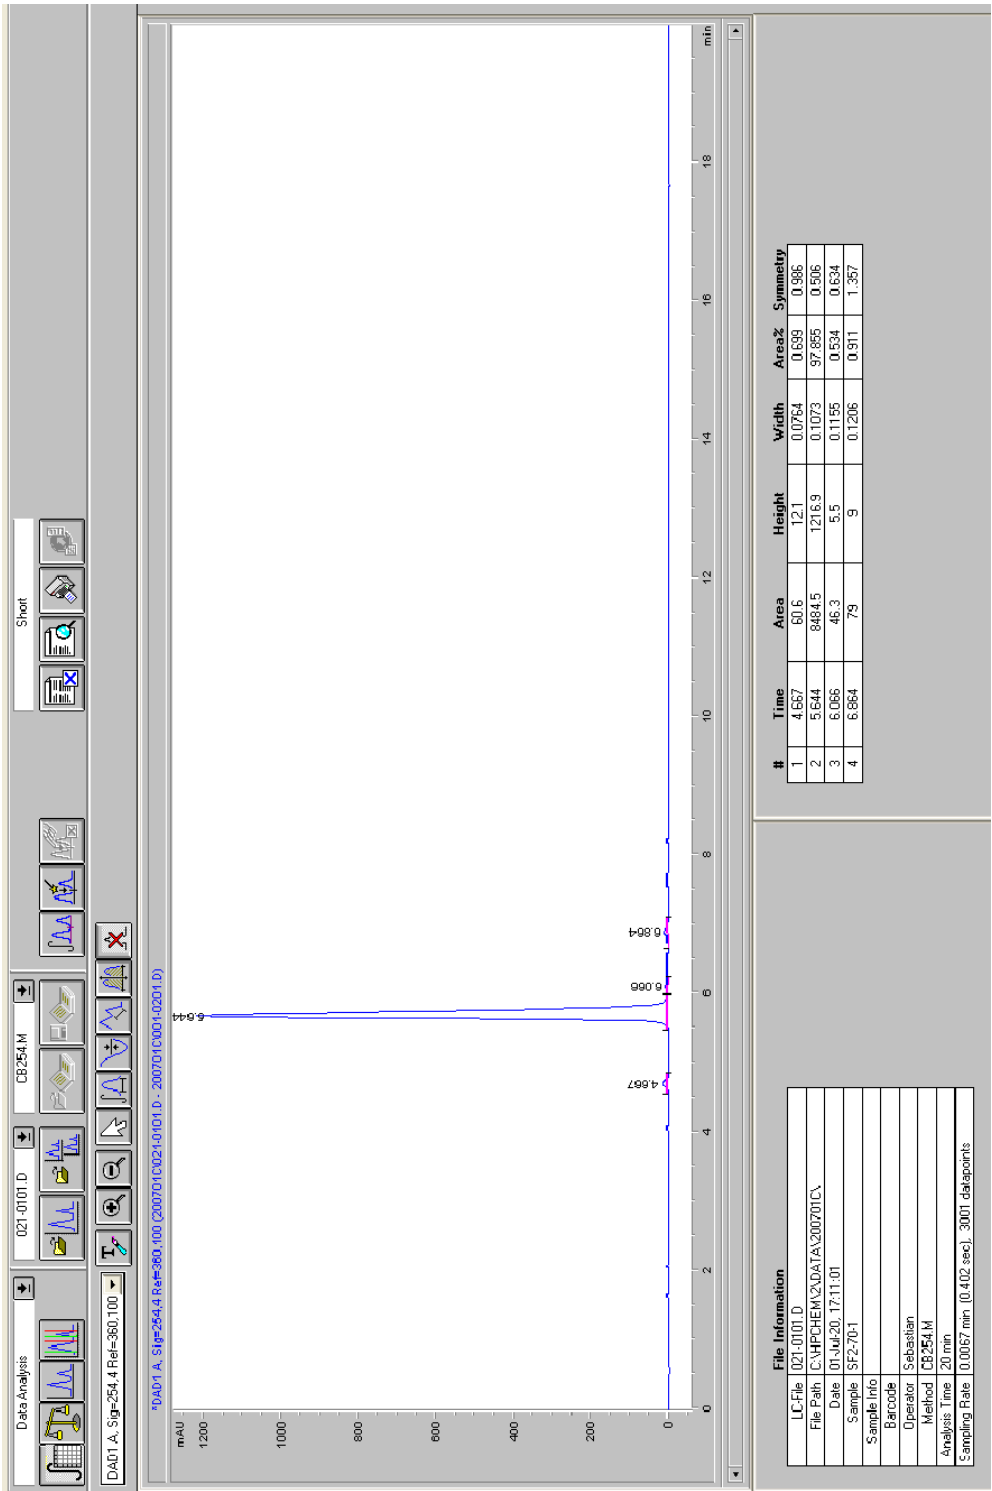 Data Analysis
021-0101.D
CB254.M
Short
DAD1 A, Sig=254,4 Ref=360,100
*DAD1 A, Sig=254,4 Ref=360,100 (200701C\021-0101.D - 200701C\001-0201.D)
mAU
1200
1000
800
600
400
200
0
4.667
5.644
6.066
6.864
0
2
4
6
8
10
12
14
16
18
min
File Information
LC-File 021-0101.D
File Path C:\HPCHEM\2\DATA\200701C\
Date 01-Jul-20, 17:11:01
Sample SF2-70-1
Sample Info
Barcode
Operator Sebastian
Method CB254.M
Analysis Time 20 min
Sampling Rate 0.0067 min (0.402 sec), 3001 datapoints
# Time Area Height Width Area% Symmetry
1 4.667 60.6 12.1 0.0764 0.699 0.986
2 5.644 8484.5 1216.9 0.1073 97.855 0.506
3 6.066 46.3 5.5 0.1155 0.534 0.634
4 6.864 79 9 0.1206 0.911 1.357